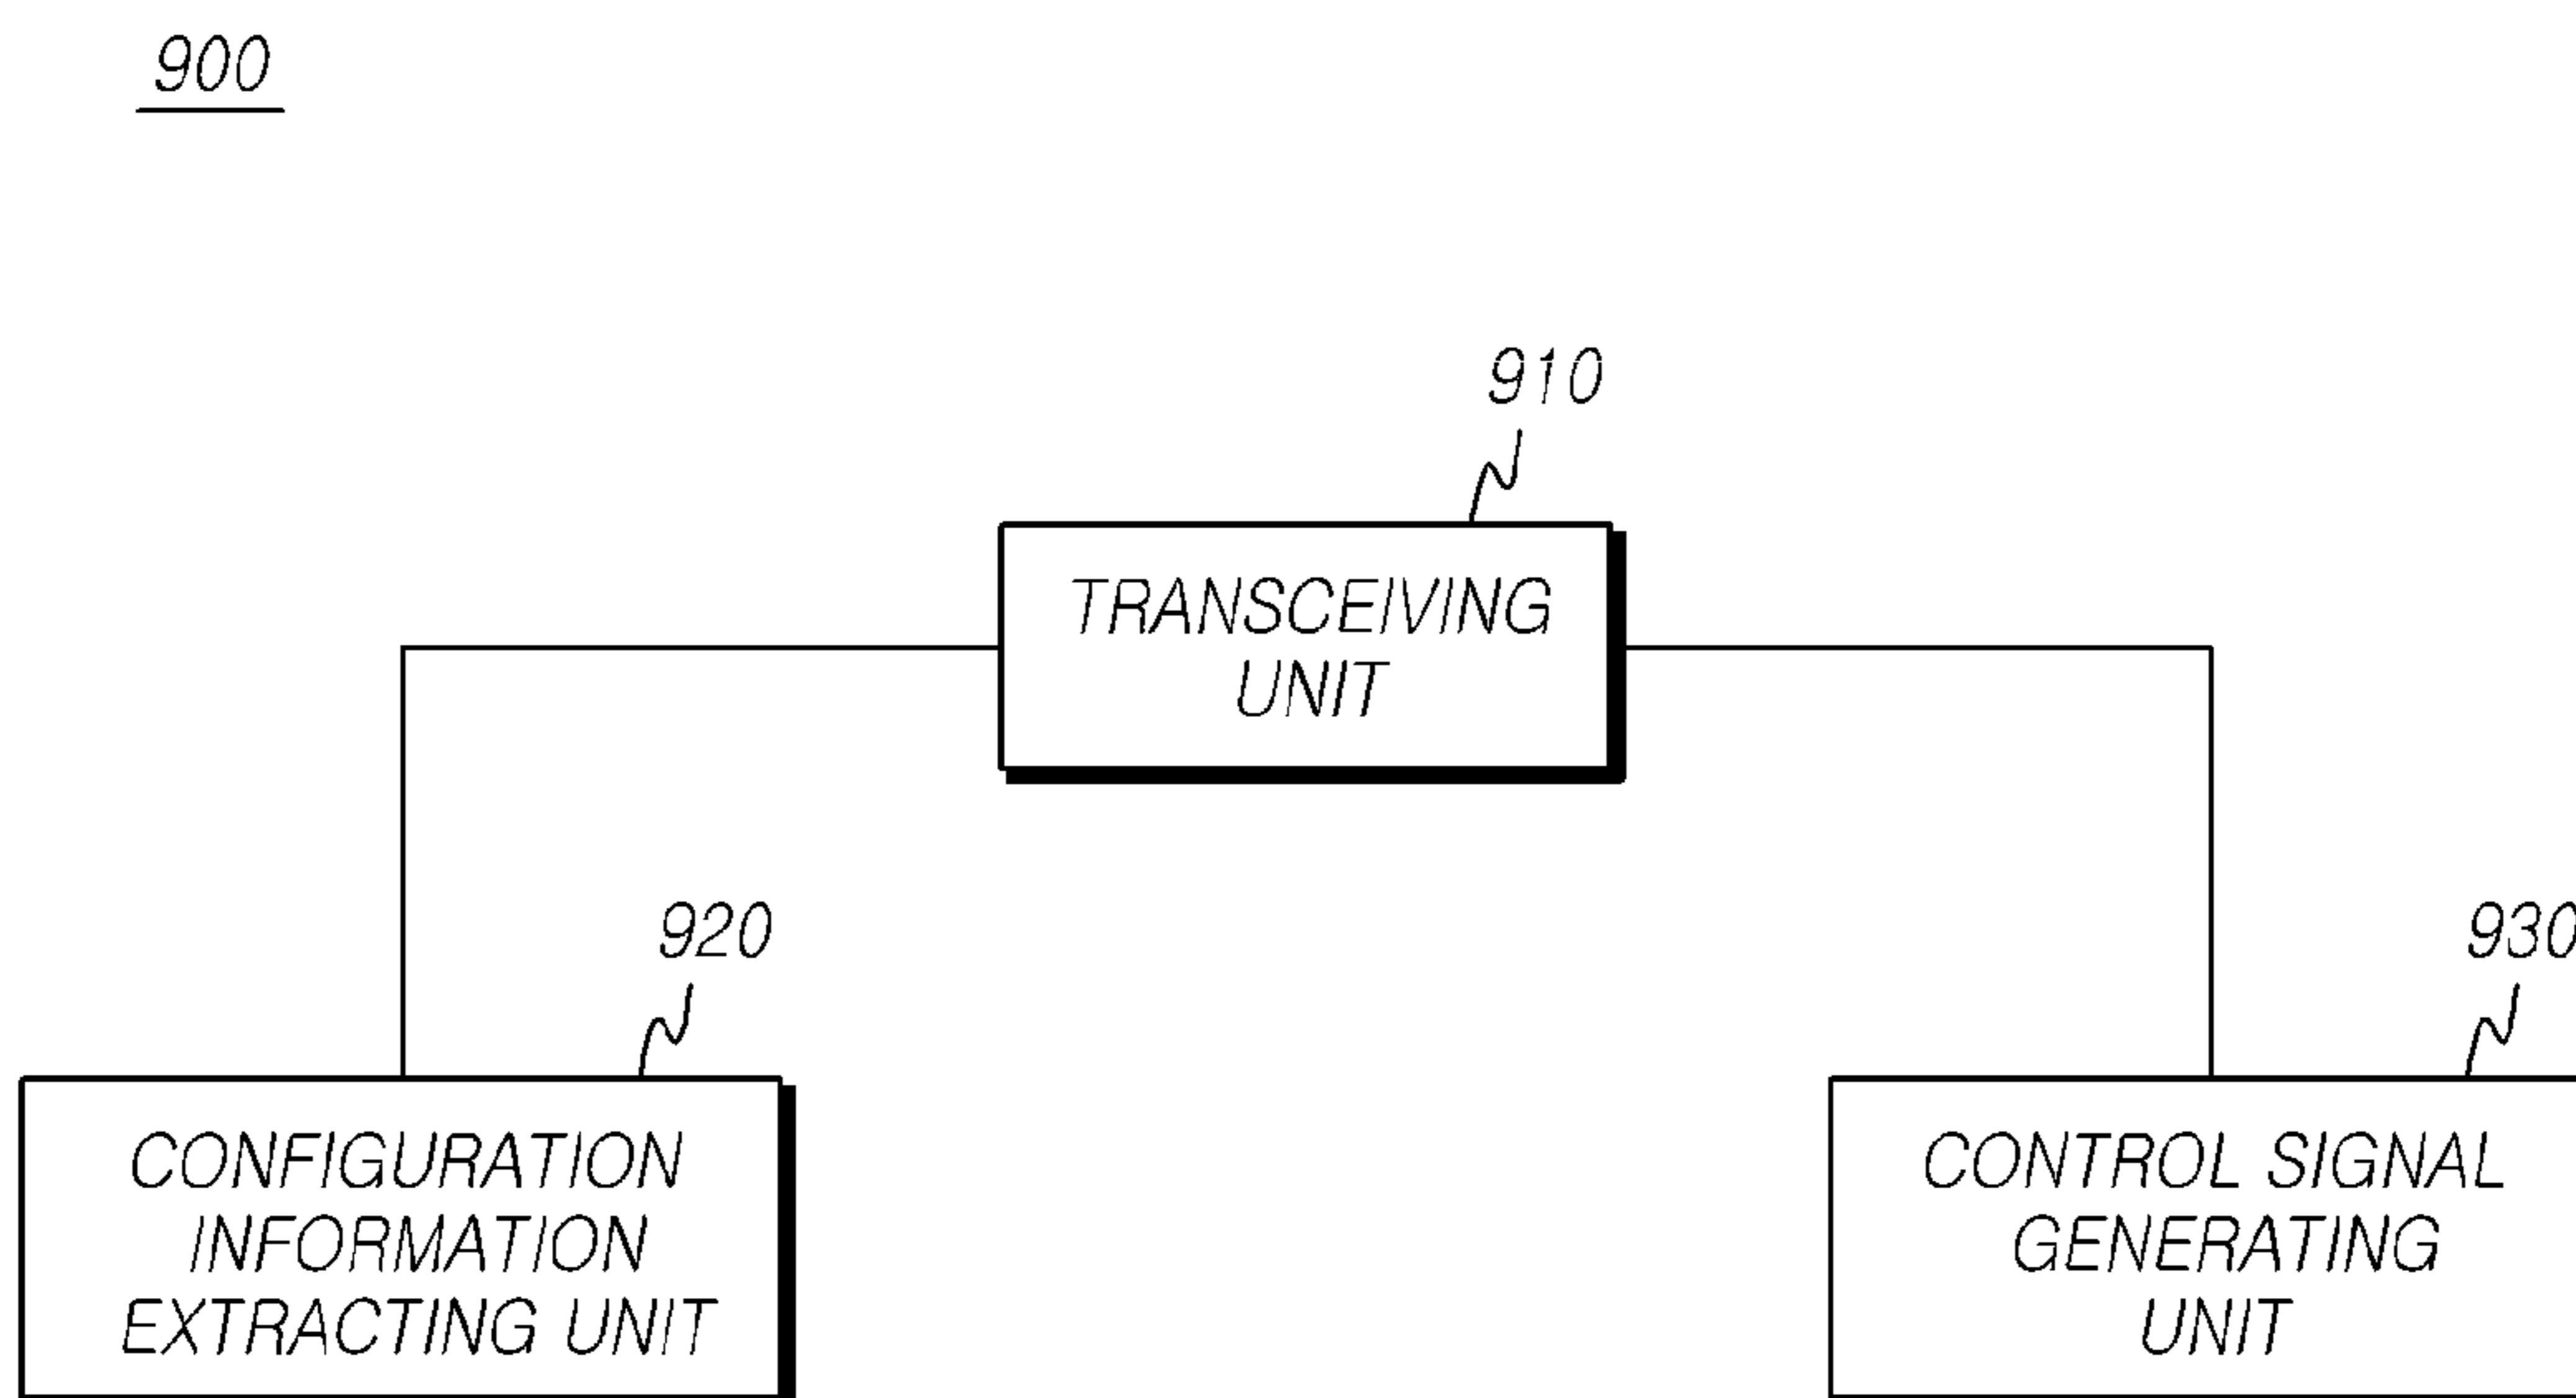 900
910
TRANSCEIVING
UNIT
920
930
CONFIGURATION
INFORMATION
EXTRACTING UNIT
CONTROL SIGNAL
GENERATING
UNIT